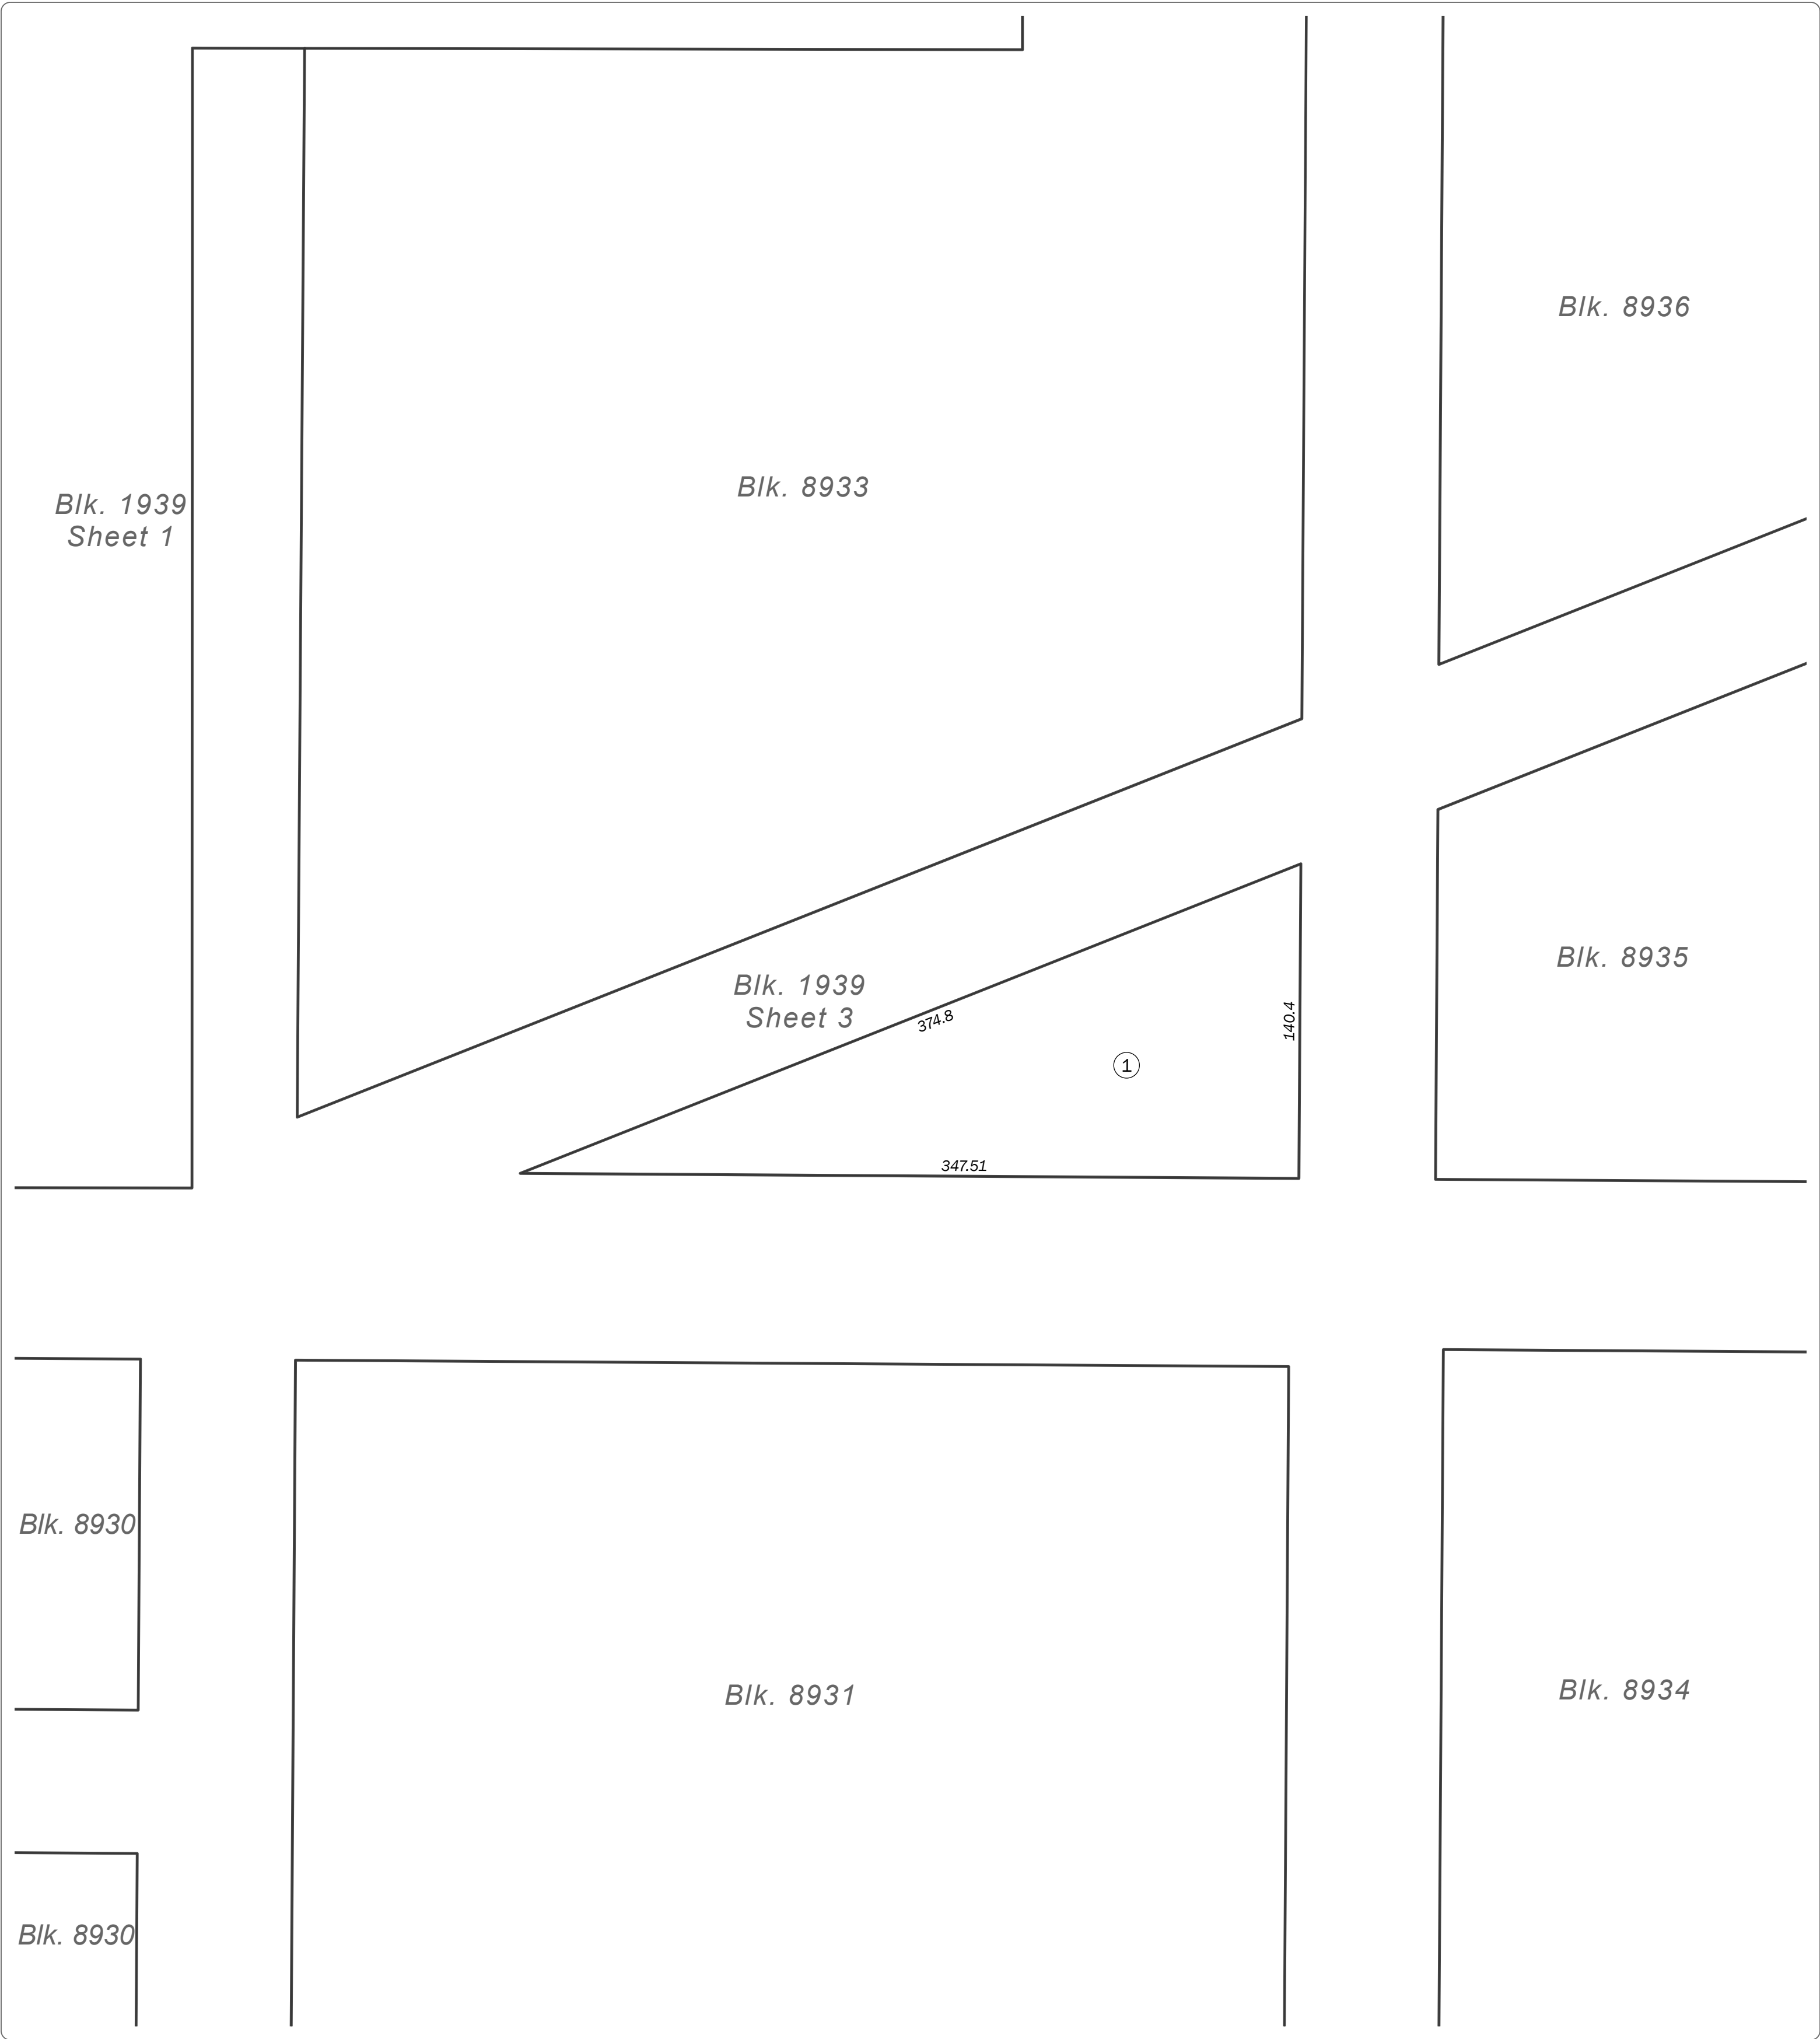 Blk. 8936
Blk. 8933
Blk. 1939
Sheet 1
Blk. 8935
Blk. 1939
Sheet 3
374.8
140.4
1
347.51
Blk. 8930
Blk. 8931
Blk. 8934
Blk. 8930